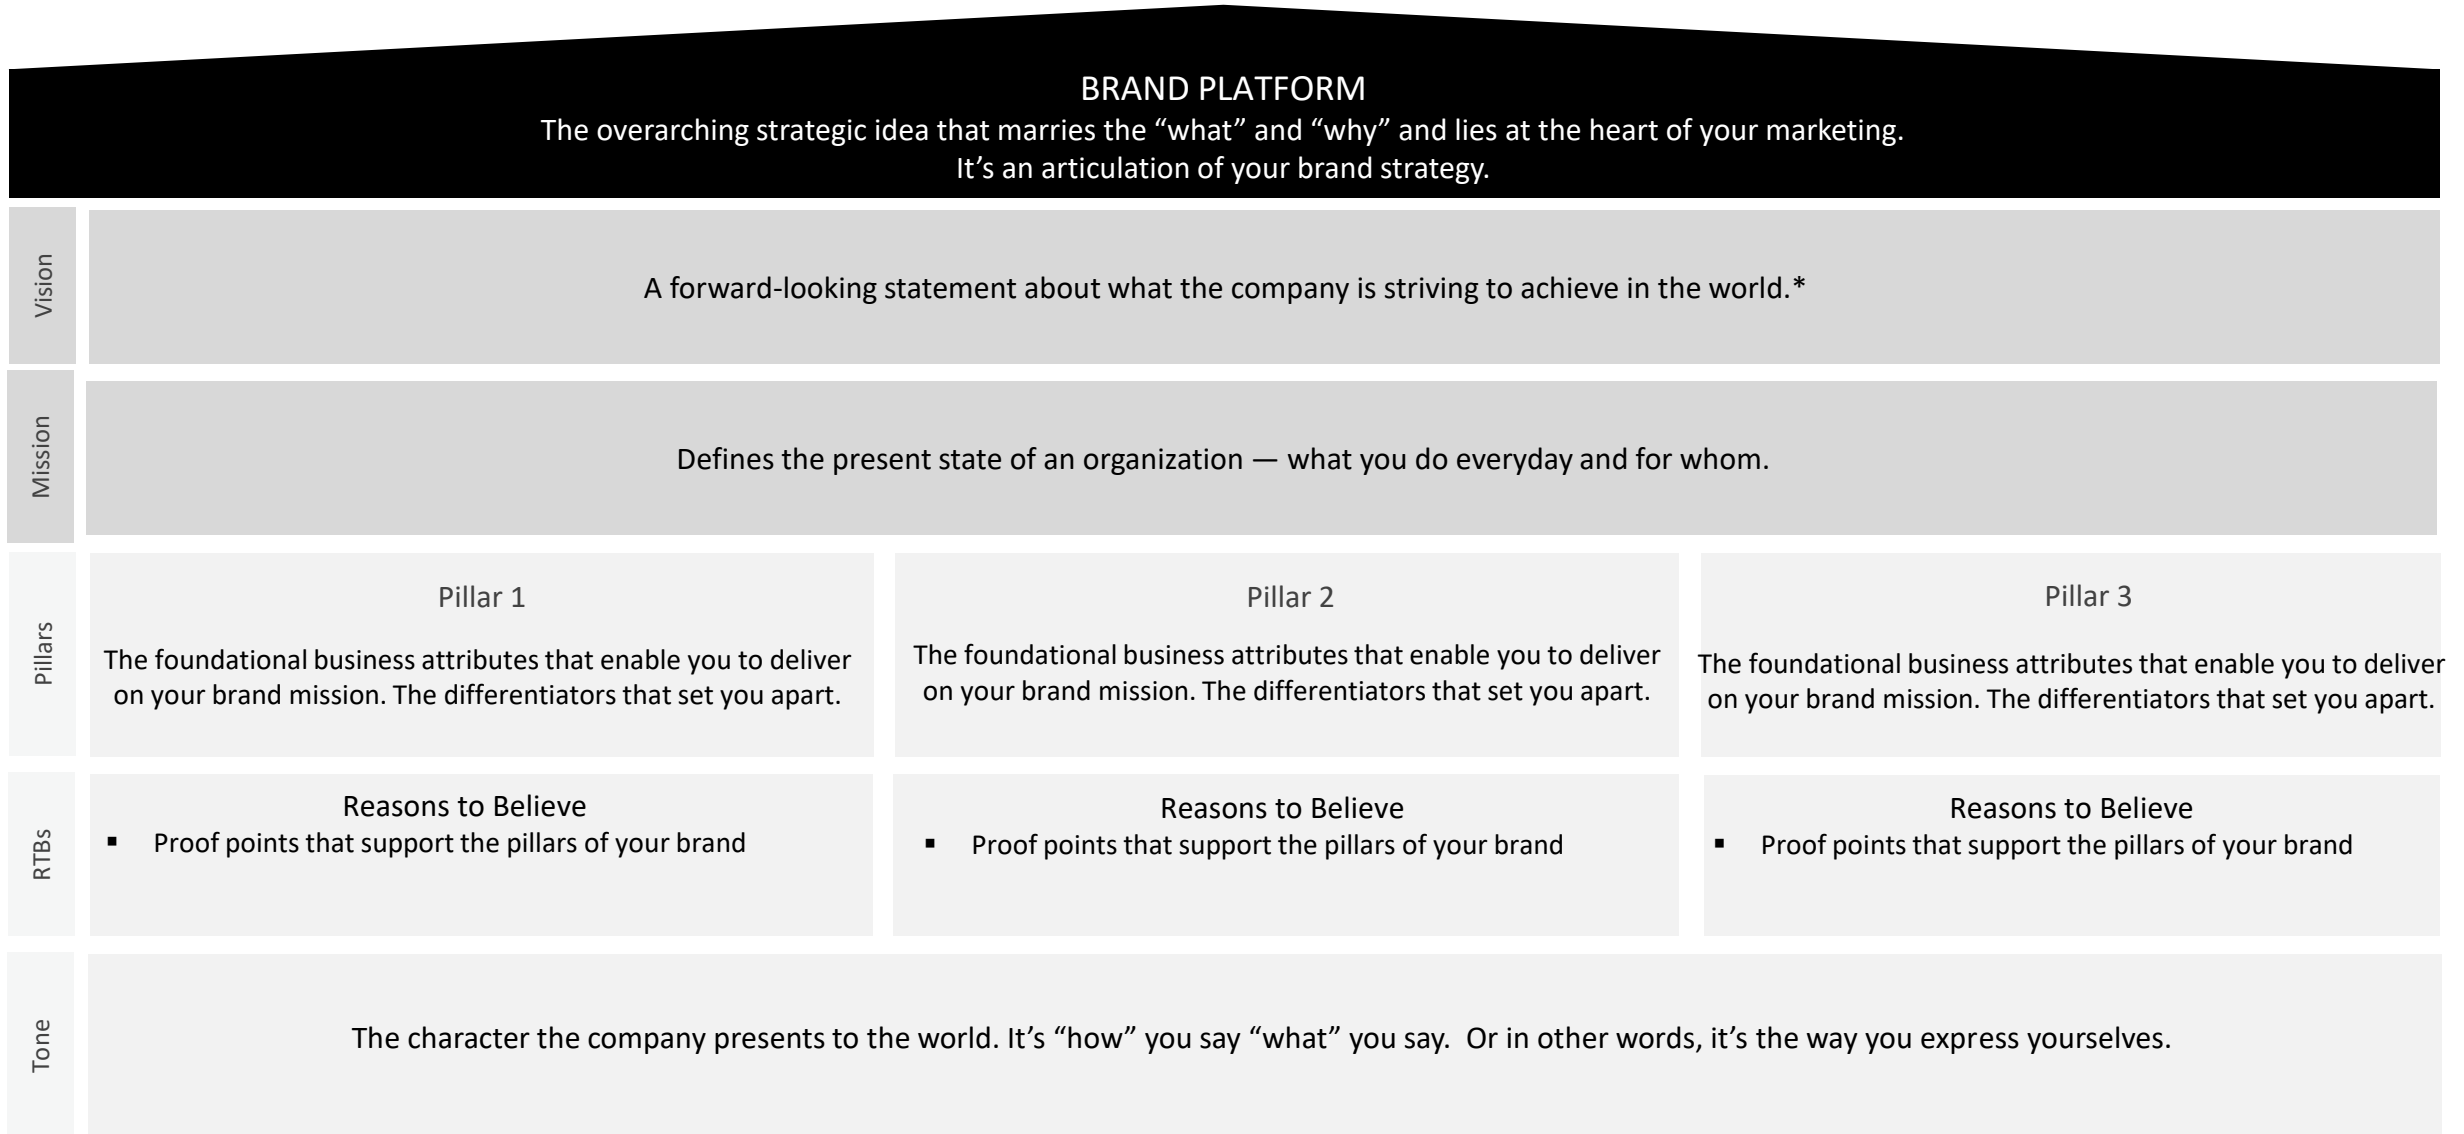 BRAND PLATFORM
The overarching strategic idea that marries the “what” and “why” and lies at the heart of your marketing.
It’s an articulation of your brand strategy.
Vision
A forward-looking statement about what the company is striving to achieve in the world.*
Mission
Defines the present state of an organization — what you do everyday and for whom.
Pillars
Pillar 1
The foundational business attributes that enable you to deliver
on your brand mission. The differentiators that set you apart.
Pillar 2
The foundational business attributes that enable you to deliver
on your brand mission. The differentiators that set you apart.
Pillar 3
The foundational business attributes that enable you to deliver
on your brand mission. The differentiators that set you apart.
RTBs
Reasons to Believe
▪ Proof points that support the pillars of your brand
Reasons to Believe
▪ Proof points that support the pillars of your brand
Reasons to Believe
▪ Proof points that support the pillars of your brand
Tone
The character the company presents to the world. It’s “how” you say “what” you say.  Or in other words, it’s the way you express yourselves.